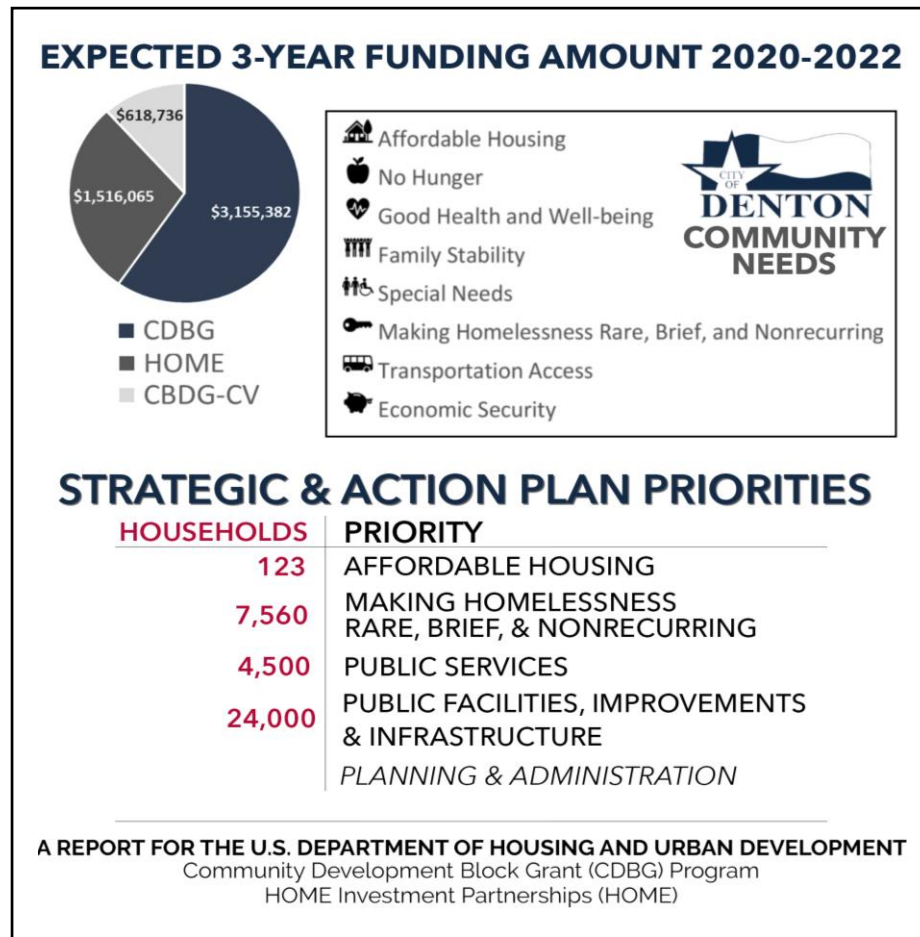 EXPECTED 3-YEAR FUNDING AMOUNT 2020-2022
$618,736
$1,516,065
$3,155,382
CDBG
HOME
CBDG-CV
Affordable Housing
No Hunger
Good Health and Well-being
Family Stability
Special Needs
Making Homelessness Rare, Brief, and Nonrecurring
Transportation Access
Economic Security
CITY
OF
DENTON
COMMUNITY
NEEDS
STRATEGIC & ACTION PLAN PRIORITIES
HOUSEHOLDS PRIORITY
123 AFFORDABLE HOUSING
7,560 MAKING HOMELESSNESS
RARE, BRIEF, & NONRECURRING
4,500 PUBLIC SERVICES
24,000 PUBLIC FACILITIES, IMPROVEMENTS
& INFRASTRUCTURE
PLANNING & ADMINISTRATION
A REPORT FOR THE U.S. DEPARTMENT OF HOUSING AND URBAN DEVELOPMENT
Community Development Block Grant (CDBG) Program
HOME Investment Partnerships (HOME)